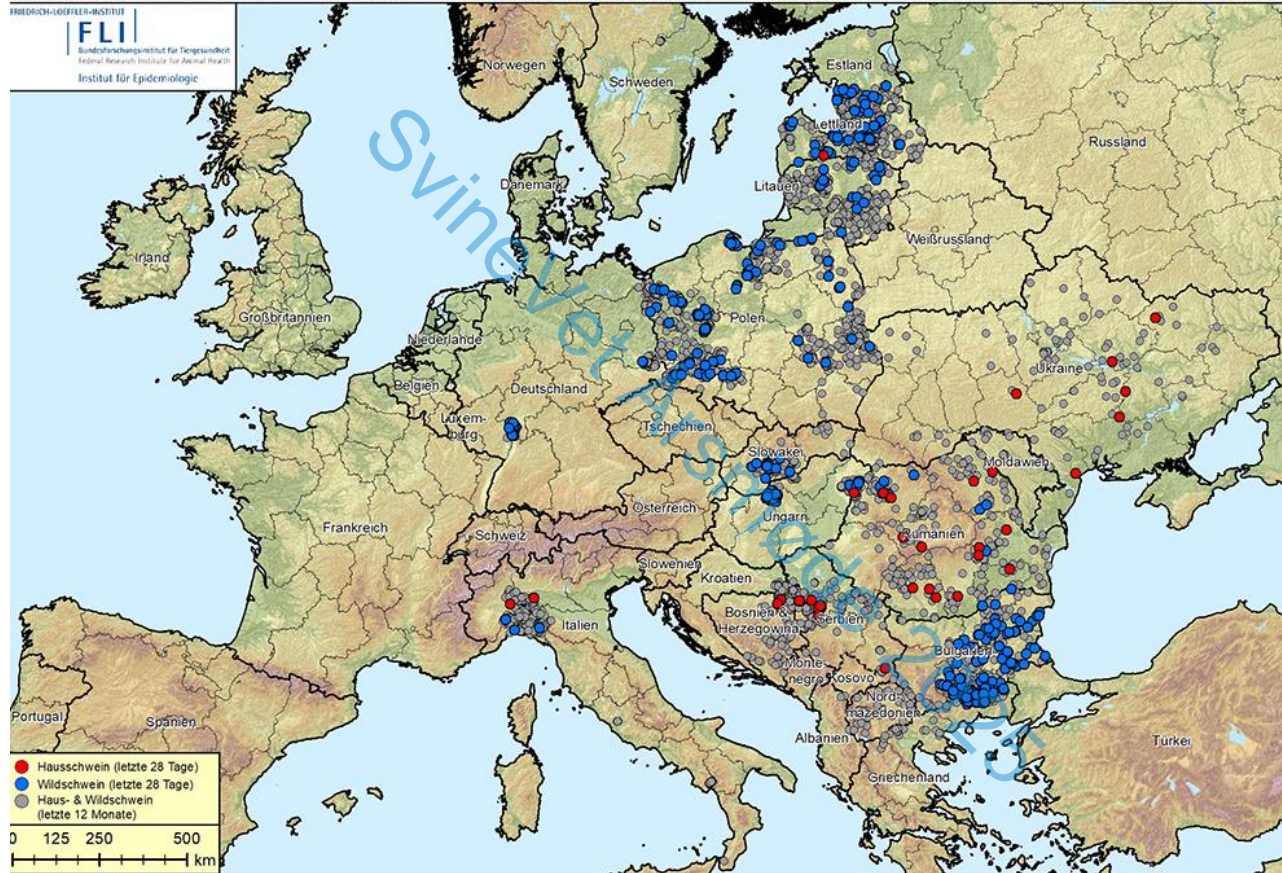 FRIEDRICH-LOEFFLER-INSTITUT
FLI
Bundesforschungsinstitut für Tiergesundheit
Federal Research Institute for Animal Health
Institut für Epidemiologie
Norwegen
Schweden
Estland
Lettland
Russland
Litauen
Dänemark
Weißrussland
Irland
Großbritannien
Niederlande
Polen
Belgien
Deutschland
Ukraine
Luxem-
burg
Tschechien
Slowakei
Moldawien
Österreich
Ungarn
Frankreich
Schweiz
Rumänien
Slowenien
Kroatien
Italien
Bosnien &
Herzegowina
Serbien
Monte-
negro
Kosovo
Bulgarien
Nord-
mazedonien
Portugal
Spanien
Albanien
Türkei
Griechenland
Svinevet Årsmøde 2025
Hausschwein (letzte 28 Tage)
Wildschwein (letzte 28 Tage)
Haus- & Wildschwein
(letzte 12 Monate)
0 125 250 500
km